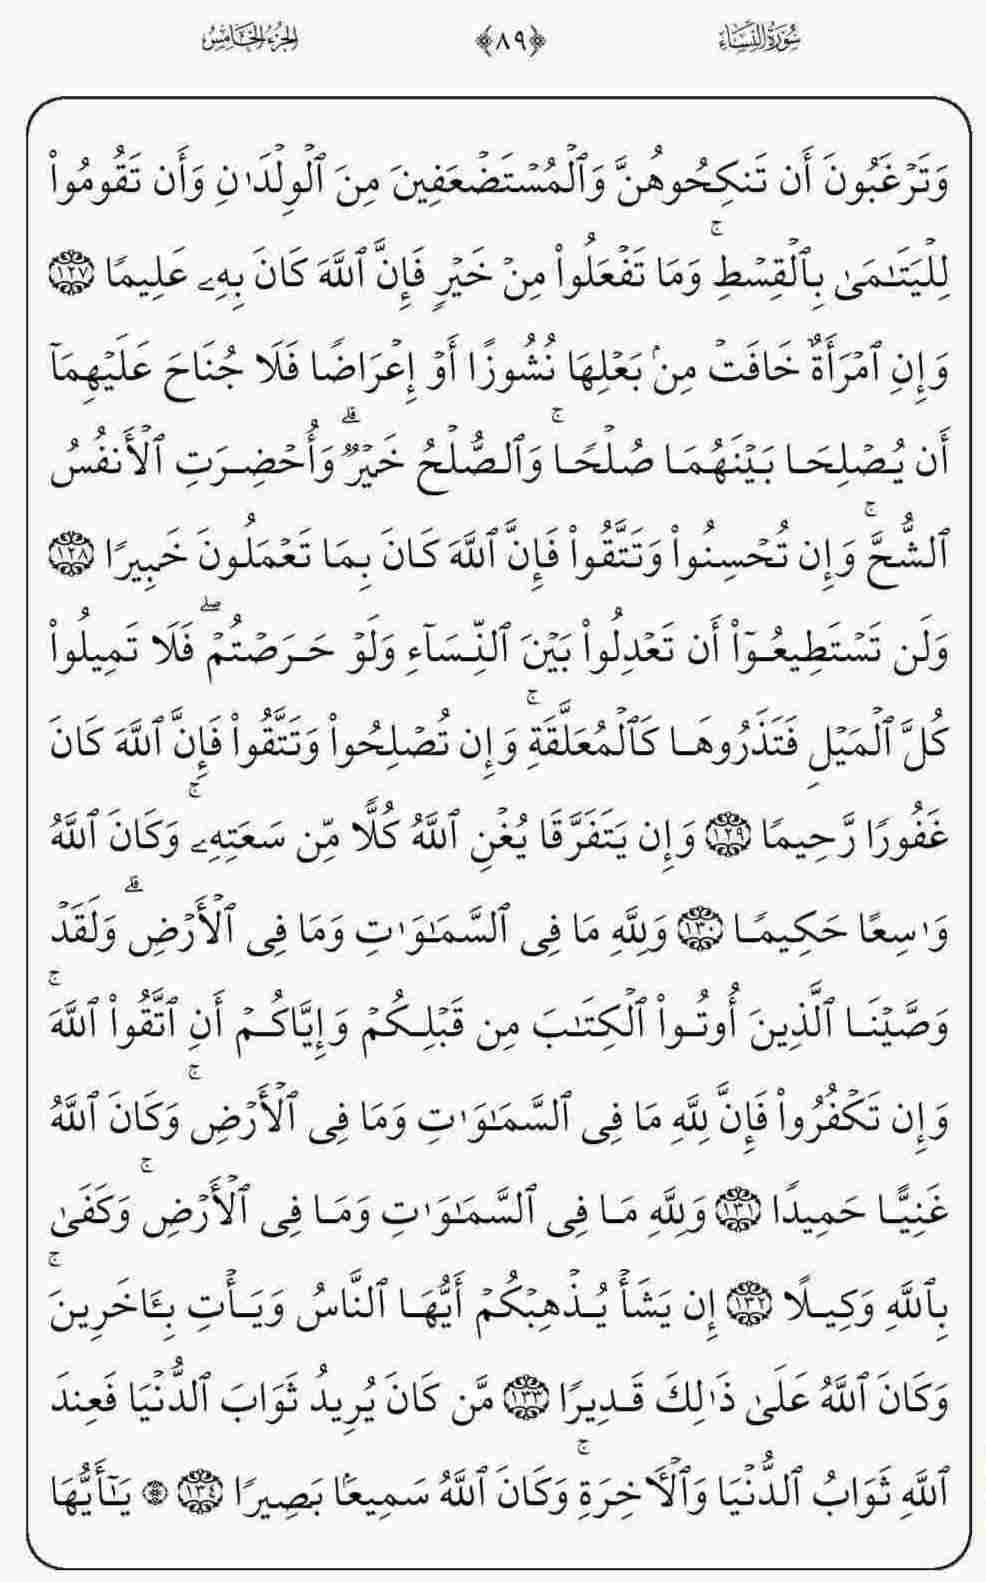 سُورَةُ النِّسَاءِ ﴿٨٩﴾ الجُزْءُ الخَامِسُ
وَتَرۡغَبُونَ أَن تَنكِحُوهُنَّ وَٱلۡمُسۡتَضۡعَفِينَ مِنَ ٱلۡوِلۡدَٰنِ وَأَن تَقُومُواْ
لِلۡيَتَٰمَىٰ بِٱلۡقِسۡطِۚ وَمَا تَفۡعَلُواْ مِنۡ خَيۡرٖ فَإِنَّ ٱللَّهَ كَانَ بِهِۦ عَلِيمٗا ١٢٧
وَإِنِ ٱمۡرَأَةٌ خَافَتۡ مِنۢ بَعۡلِهَا نُشُوزًا أَوۡ إِعۡرَاضٗا فَلَا جُنَاحَ عَلَيۡهِمَآ
أَن يُصۡلِحَا بَيۡنَهُمَا صُلۡحٗاۚ وَٱلصُّلۡحُ خَيۡرٞۗ وَأُحۡضِرَتِ ٱلۡأَنفُسُ
ٱلشُّحَّۚ وَإِن تُحۡسِنُواْ وَتَتَّقُواْ فَإِنَّ ٱللَّهَ كَانَ بِمَا تَعۡمَلُونَ خَبِيرٗا ١٢٨
وَلَن تَسۡتَطِيعُوٓاْ أَن تَعۡدِلُواْ بَيۡنَ ٱلنِّسَآءِ وَلَوۡ حَرَصۡتُمۡۖ فَلَا تَمِيلُواْ
كُلَّ ٱلۡمَيۡلِ فَتَذَرُوهَا كَٱلۡمُعَلَّقَةِۚ وَإِن تُصۡلِحُواْ وَتَتَّقُواْ فَإِنَّ ٱللَّهَ كَانَ
غَفُورٗا رَّحِيمٗا ١٢٩ وَإِن يَتَفَرَّقَا يُغۡنِ ٱللَّهُ كُلّٗا مِّن سَعَتِهِۦۚ وَكَانَ ٱللَّهُ
وَٰسِعًا حَكِيمٗا ١٣٠ وَلِلَّهِ مَا فِي ٱلسَّمَٰوَٰتِ وَمَا فِي ٱلۡأَرۡضِۗ وَلَقَدۡ
وَصَّيۡنَا ٱلَّذِينَ أُوتُواْ ٱلۡكِتَٰبَ مِن قَبۡلِكُمۡ وَإِيَّاكُمۡ أَنِ ٱتَّقُواْ ٱللَّهَۚ
وَإِن تَكۡفُرُواْ فَإِنَّ لِلَّهِ مَا فِي ٱلسَّمَٰوَٰتِ وَمَا فِي ٱلۡأَرۡضِۚ وَكَانَ ٱللَّهُ
غَنِيًّا حَمِيدٗا ١٣١ وَلِلَّهِ مَا فِي ٱلسَّمَٰوَٰتِ وَمَا فِي ٱلۡأَرۡضِۚ وَكَفَىٰ
بِٱللَّهِ وَكِيلًا ١٣٢ إِن يَشَأۡ يُذۡهِبۡكُمۡ أَيُّهَا ٱلنَّاسُ وَيَأۡتِ بِـَٔاخَرِينَۚ
وَكَانَ ٱللَّهُ عَلَىٰ ذَٰلِكَ قَدِيرٗا ١٣٣ مَّن كَانَ يُرِيدُ ثَوَابَ ٱلدُّنۡيَا فَعِندَ
ٱللَّهِ ثَوَابُ ٱلدُّنۡيَا وَٱلۡأٓخِرَةِۚ وَكَانَ ٱللَّهُ سَمِيعَۢا بَصِيرٗا ١٣٤ ۞ يَٰٓأَيُّهَا